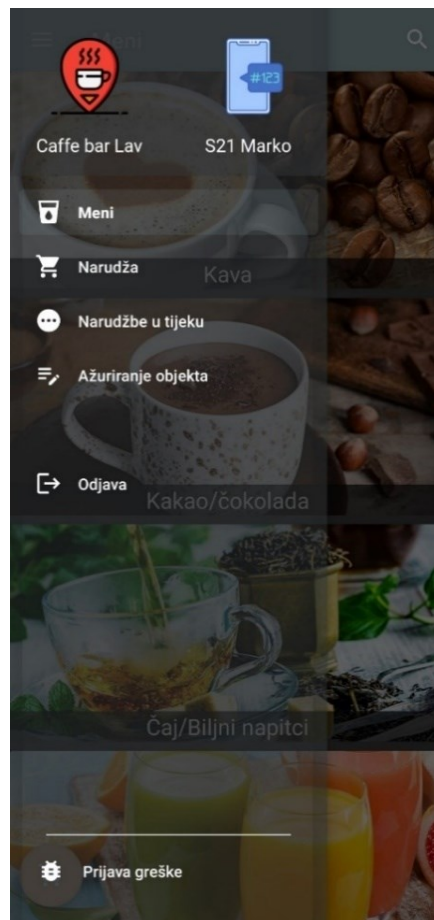 Meni
#123
Caffe bar Lav
S21 Marko
Meni
Narudža
Kava
Narudžbe u tijeku
Ažuriranje objekta
Odjava
Kakao/čokolada
Čaj/Biljni napitci
Prijava greške